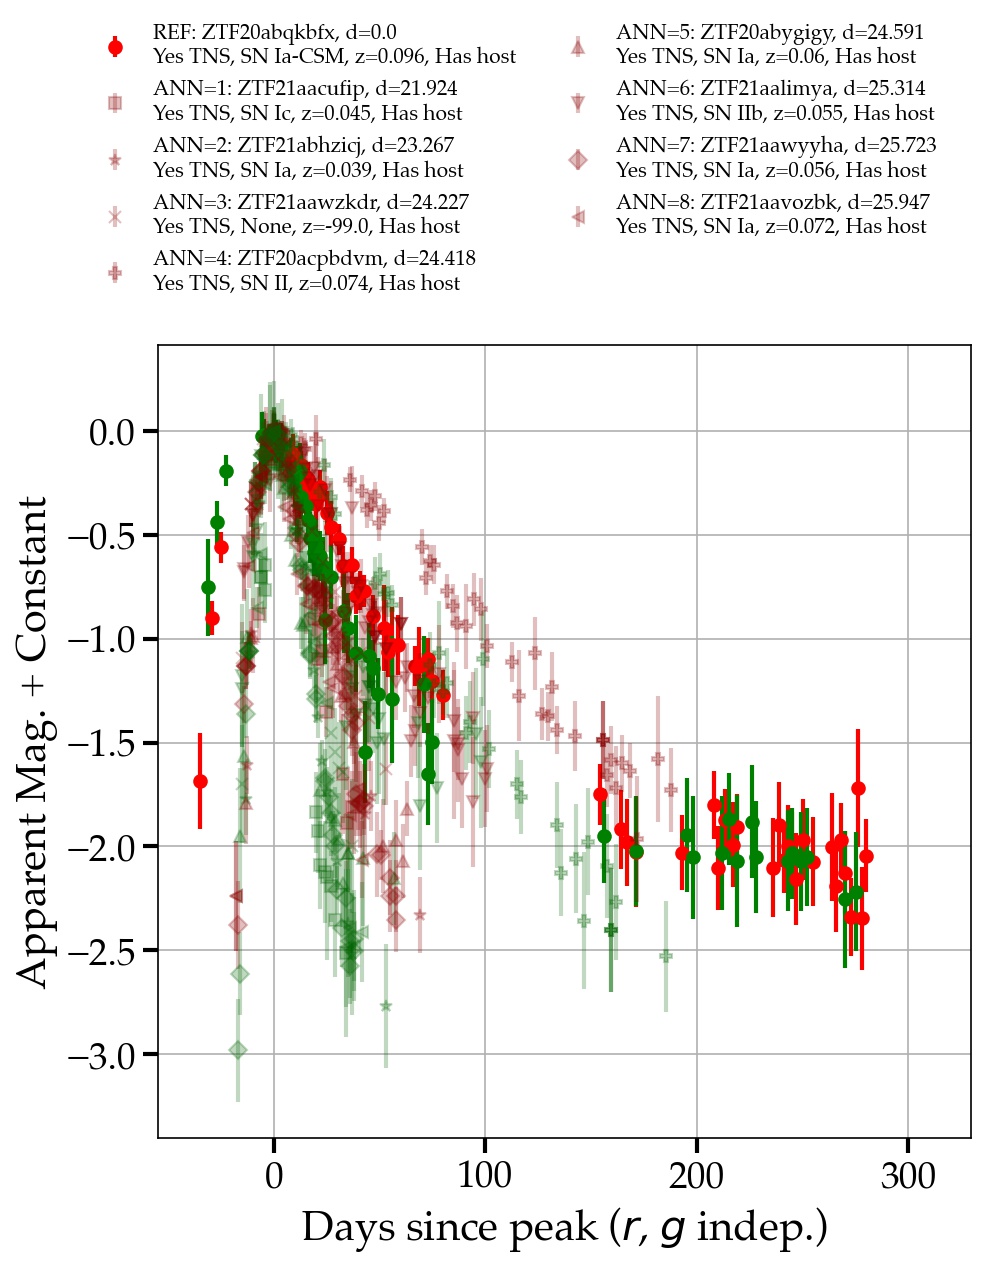 REF: ZTF20abqkbfx, d=0.0
Yes TNS, SN Ia-CSM, z=0.096, Has host
ANN=1: ZTF21aacufip, d=21.924
Yes TNS, SN Ic, z=0.045, Has host
ANN=2: ZTF21abhzicj, d=23.267
Yes TNS, SN Ia, z=0.039, Has host
ANN=3: ZTF21aawzkdr, d=24.227
Yes TNS, None, z=-99.0, Has host
ANN=4: ZTF20acpbdvm, d=24.418
Yes TNS, SN II, z=0.074, Has host
ANN=5: ZTF20abygigy, d=24.591
Yes TNS, SN Ia, z=0.06, Has host
ANN=6: ZTF21aalimya, d=25.314
Yes TNS, SN IIb, z=0.055, Has host
ANN=7: ZTF21aawyyha, d=25.723
Yes TNS, SN Ia, z=0.056, Has host
ANN=8: ZTF21aavozbk, d=25.947
Yes TNS, SN Ia, z=0.072, Has host
Apparent Mag. + Constant
0.0
−0.5
−1.0
−1.5
−2.0
−2.5
−3.0
0 100 200 300
Days since peak (r, g indep.)